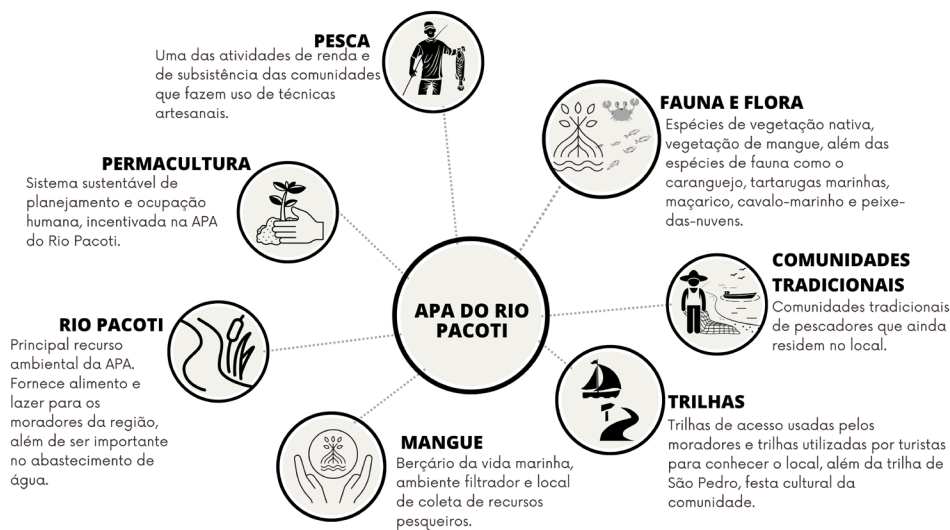 PESCA
Uma das atividades de renda e
de subsistência das comunidades
que fazem uso de técnicas
artesanais.
FAUNA E FLORA
Espécies de vegetação nativa,
vegetação de mangue, além das
espécies de fauna como o
caranguejo, tartarugas marinhas,
maçarico, cavalo-marinho e peixe-
das-nuvens.
PERMACULTURA
Sistema sustentável de
planejamento e ocupação
humana, incentivada na APA
do Rio Pacoti.
COMUNIDADES
TRADICIONAIS
Comunidades tradicionais
de pescadores que ainda
residem no local.
APA DO RIO
PACOTI
RIO PACOTI
Principal recurso
ambiental da APA.
Fornece alimento e
lazer para os
moradores da região,
além de ser importante
no abastecimento de
água.
TRILHAS
Trilhas de acesso usadas pelos
moradores e trilhas utilizadas por turistas
para conhecer o local, além da trilha de
São Pedro, festa cultural da
comunidade.
MANGUE
Berçário da vida marinha,
ambiente filtrador e local
de coleta de recursos
pesqueiros.